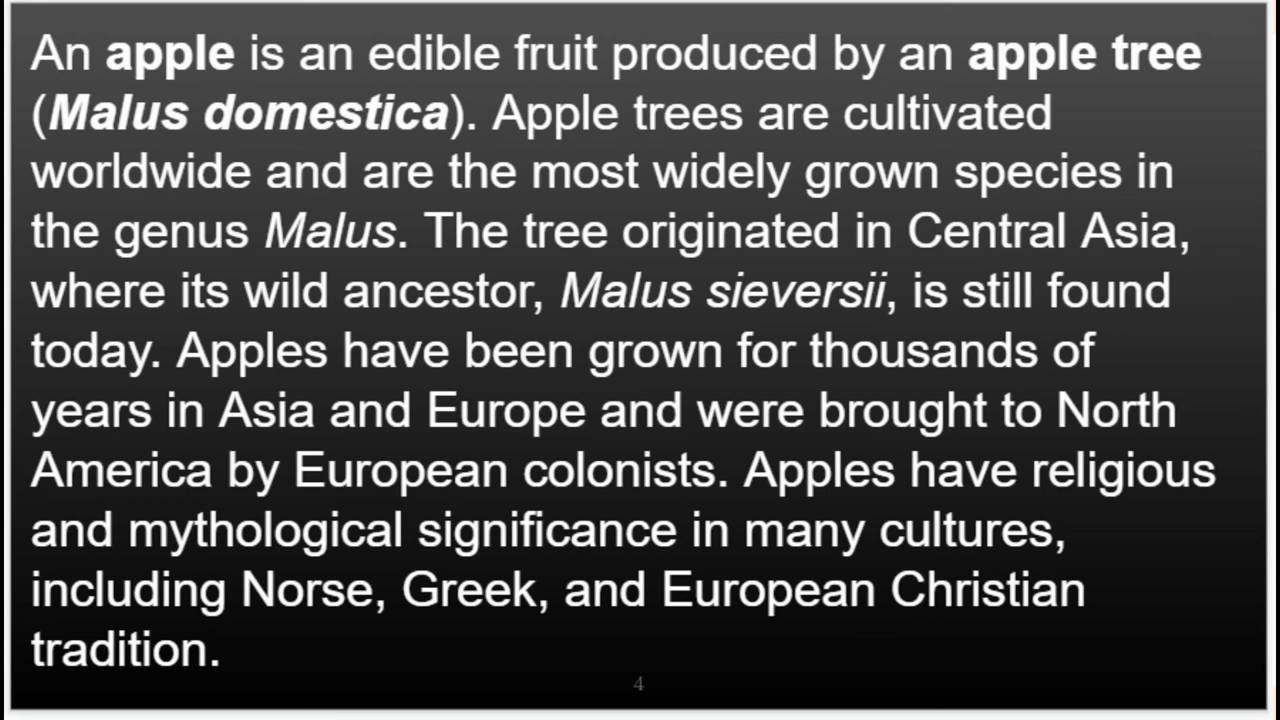 An apple is an edible fruit produced by an apple tree
(Malus domestica). Apple trees are cultivated
worldwide and are the most widely grown species in
the genus Malus. The tree originated in Central Asia,
where its wild ancestor, Malus sieversii, is still found
today. Apples have been grown for thousands of
years in Asia and Europe and were brought to North
America by European colonists. Apples have religious
and mythological significance in many cultures,
including Norse, Greek, and European Christian
tradition.
4